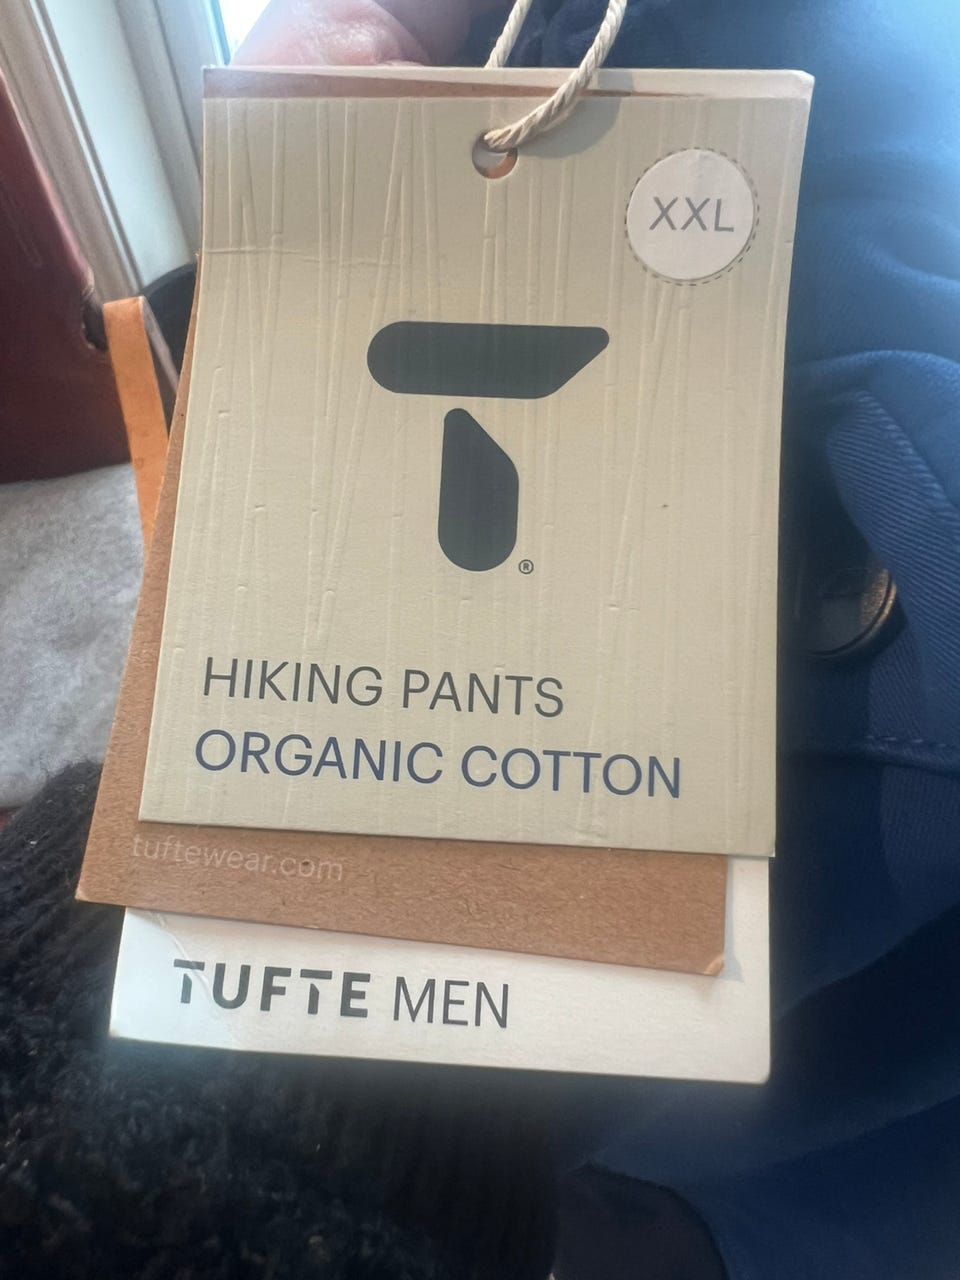 XXL
®
HIKING PANTS
ORGANIC COTTON
tuftewear.com
TUFTE MEN